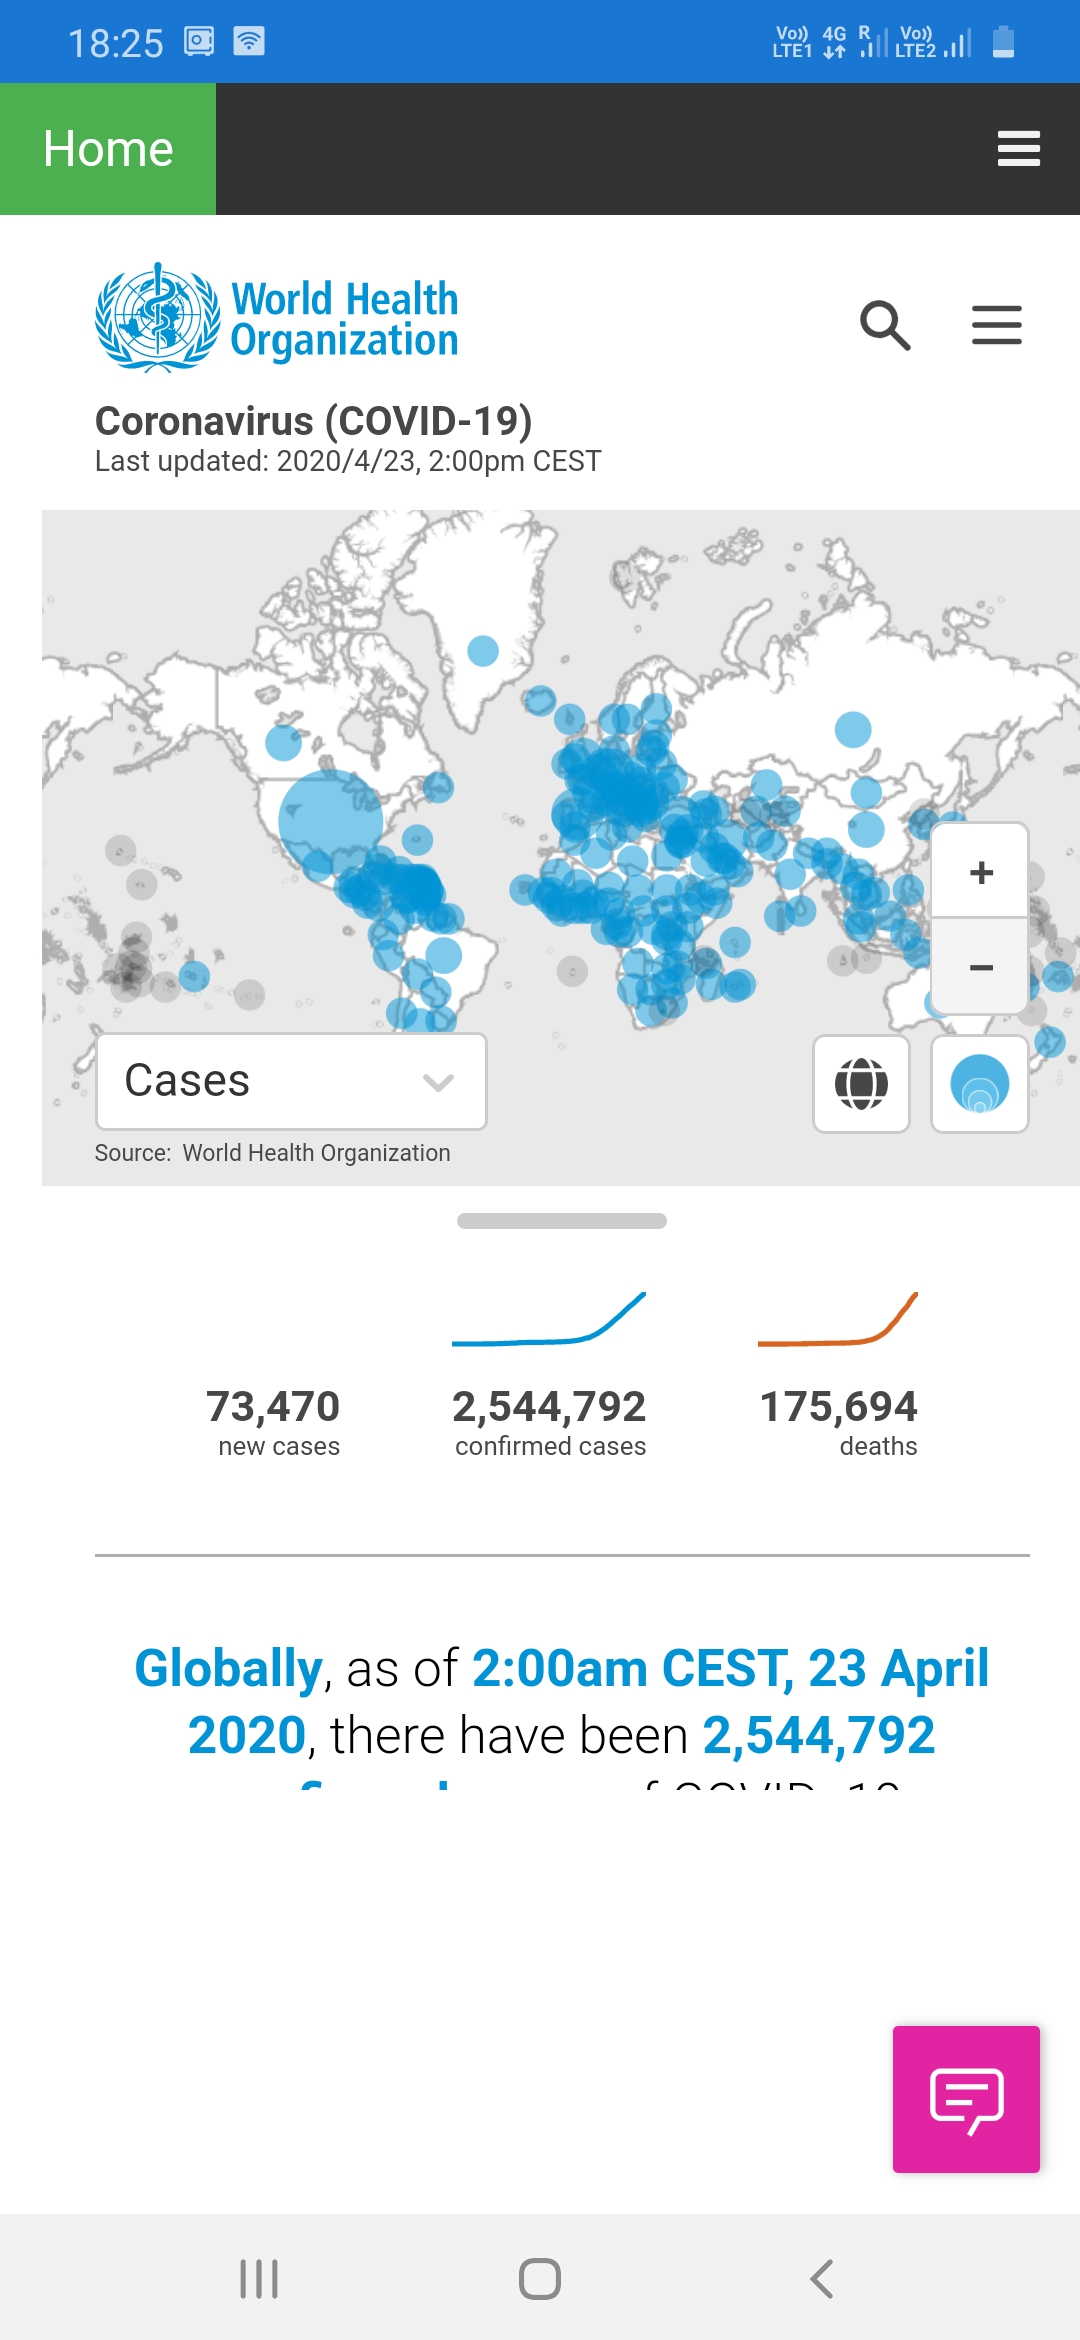 18:25
Vo)) 4G R Vo))
LTE1 LTE2
Home
World Health
Organization
Coronavirus (COVID-19)
Last updated: 2020/4/23, 2:00pm CEST
+
−
Cases
Source: World Health Organization
73,470 2,544,792 175,694
new cases confirmed cases deaths
Globally, as of 2:00am CEST, 23 April
2020, there have been 2,544,792